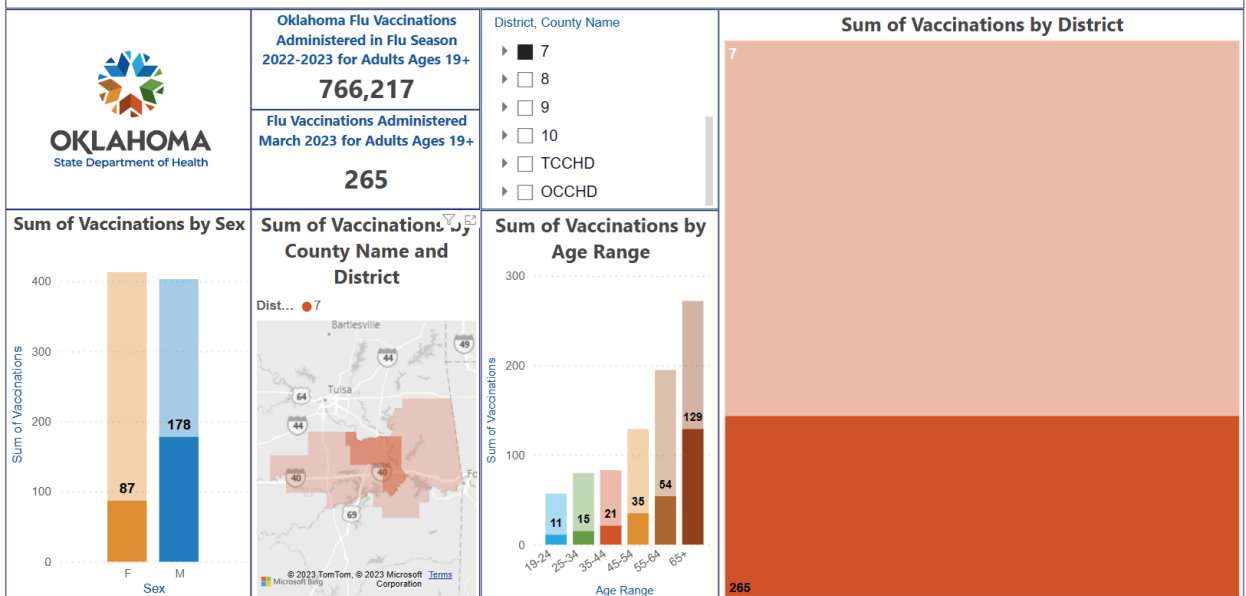 OKLAHOMA
State Department of Health
Oklahoma Flu Vaccinations
Administered in Flu Season
2022-2023 for Adults Ages 19+
766,217
Flu Vaccinations Administered
March 2023 for Adults Ages 19+
265
District, County Name
7
8
9
10
TCCHD
OCCHD
Sum of Vaccinations by District
7
265
Sum of Vaccinations by Sex
Sum of Vaccinations
400
300
200
100
0
87
178
F
M
Sex
Sum of Vaccinations by
County Name and
District
Dist... 7
Bartlesville
44
49
64
Tulsa
44
40
40
Fo
69
© 2023 TomTom, © 2023 Microsoft Corporation Terms
Microsoft Bing
Sum of Vaccinations by
Age Range
Sum of Vaccinations
300
200
100
0
11
15
21
35
54
129
19-24
25-34
35-44
45-54
55-64
65+
Age Range